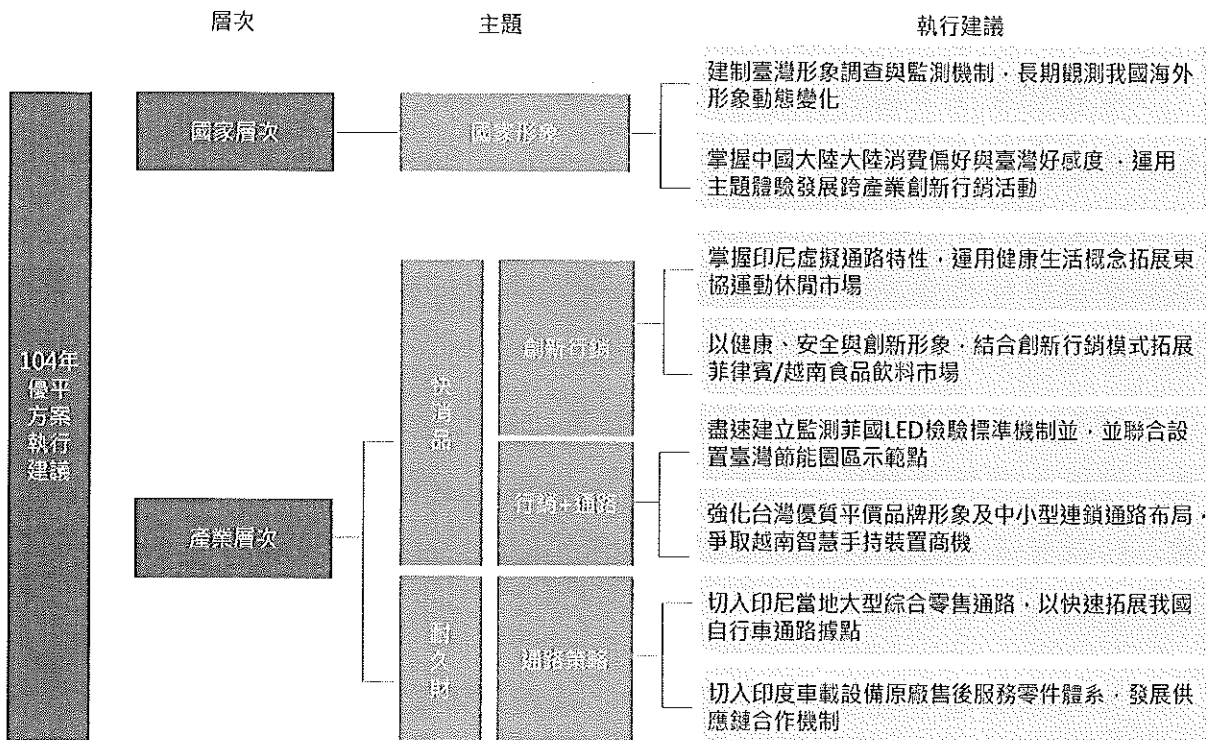 層次
主題
執行建議
104年
優平
方案
執行
建議
國家層次
國家形象
建制臺灣形象調查與監測機制，長期觀測我國海外
形象動態變化
掌握中國大陸大陸消費偏好與臺灣好感度，運用
主題體驗發展跨產業創新行銷活動
產業層次
快消品
創新行銷
掌握印尼虛擬通路特性，運用健康生活概念拓展東
協運動休閒市場
以健康、安全與創新形象，結合創新行銷模式拓展
菲律賓/越南食品飲料市場
行銷+通路
盡速建立監測菲國LED檢驗標準機制並，並聯合設
置臺灣節能園區示範點
強化台灣優質平價品牌形象及中小型連鎖通路布局，
爭取越南智慧手持裝置商機
耐久財
通路策略
切入印尼當地大型綜合零售通路，以快速拓展我國
自行車通路據點
切入印度車載設備原廠售後服務零件體系，發展供
應鏈合作機制